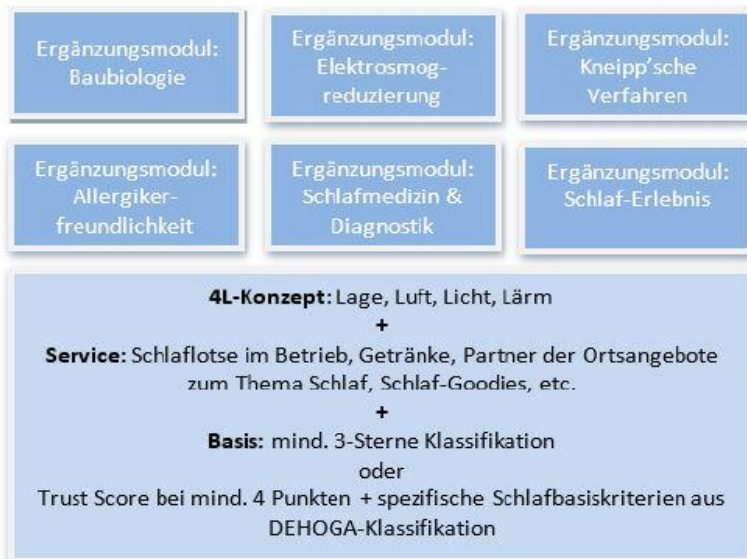 Ergänzungsmodul:
Baubiologie
Ergänzungsmodul:
Elektrosmog-
reduzierung
Ergänzungsmodul:
Kneipp'sche
Verfahren
Ergänzungsmodul:
Allergiker-
freundlichkeit
Ergänzungsmodul:
Schlafmedizin &
Diagnostik
Ergänzungsmodul:
Schlaf-Erlebnis
4L-Konzept: Lage, Luft, Licht, Lärm
+
Service: Schlaflotse im Betrieb, Getränke, Partner der Ortsangebote
zum Thema Schlaf, Schlaf-Goodies, etc.
+
Basis: mind. 3-Sterne Klassifikation
oder
Trust Score bei mind. 4 Punkten + spezifische Schlafbasiskriterien aus
DEHOGA-Klassifikation